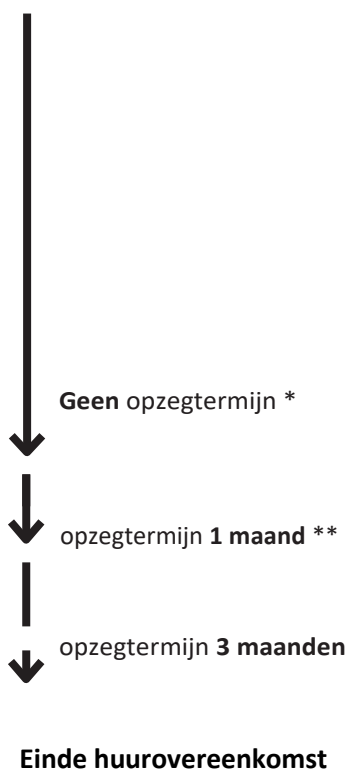 Geen opzegtermijn *
opzegtermijn 1 maand **
opzegtermijn 3 maanden
Einde huurovereenkomst